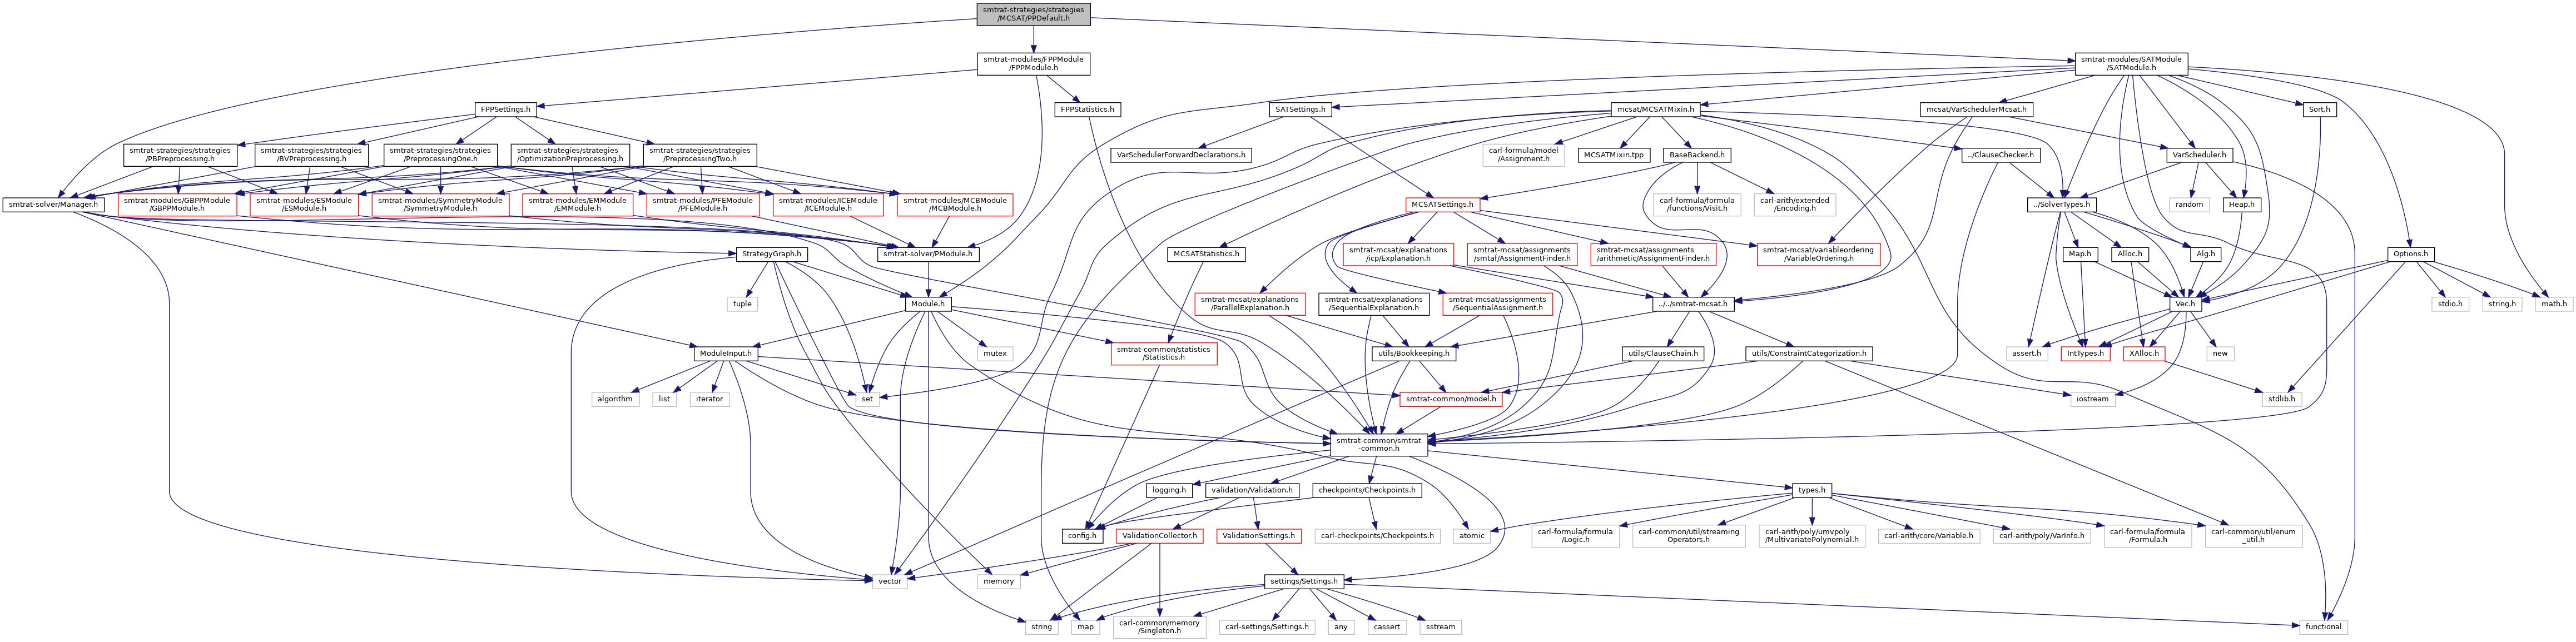 smtrat-strategies/strategies
/MCSAT/PPDefault.h
smtrat-modules/FPPModule
/FPPModule.h
smtrat-modules/SATModule
/SATModule.h
FPPSettings.h
FPPStatistics.h
SATSettings.h
mcsat/MCSATMixin.h
mcsat/VarSchedulerMcsat.h
Sort.h
smtrat-strategies/strategies
/PBPreprocessing.h
smtrat-strategies/strategies
/BVPreprocessing.h
smtrat-strategies/strategies
/PreprocessingOne.h
smtrat-strategies/strategies
/OptimizationPreprocessing.h
smtrat-strategies/strategies
/PreprocessingTwo.h
VarSchedulerForwardDeclarations.h
carl-formula/model
/Assignment.h
MCSATMixin.tpp
BaseBackend.h
../ClauseChecker.h
VarScheduler.h
smtrat-solver/Manager.h
smtrat-modules/GBPPModule
/GBPPModule.h
smtrat-modules/ESModule
/ESModule.h
smtrat-modules/SymmetryModule
/SymmetryModule.h
smtrat-modules/EMModule
/EMModule.h
smtrat-modules/PFEModule
/PFEModule.h
smtrat-modules/ICEModule
/ICEModule.h
smtrat-modules/MCBModule
/MCBModule.h
MCSATSettings.h
carl-formula/formula
/functions/Visit.h
carl-arith/extended
/Encoding.h
../SolverTypes.h
random
Heap.h
StrategyGraph.h
smtrat-solver/PModule.h
MCSATStatistics.h
smtrat-mcsat/explanations
/icp/Explanation.h
smtrat-mcsat/assignments
/smtaf/AssignmentFinder.h
smtrat-mcsat/assignments
/arithmetic/AssignmentFinder.h
smtrat-mcsat/variableordering
/VariableOrdering.h
Map.h
Alloc.h
Alg.h
Options.h
tuple
Module.h
smtrat-mcsat/explanations
/ParallelExplanation.h
smtrat-mcsat/explanations
/SequentialExplanation.h
smtrat-mcsat/assignments
/SequentialAssignment.h
../../smtrat-mcsat.h
Vec.h
stdio.h
string.h
math.h
ModuleInput.h
mutex
smtrat-common/statistics
/Statistics.h
utils/Bookkeeping.h
utils/ClauseChain.h
utils/ConstraintCategorization.h
assert.h
IntTypes.h
XAlloc.h
new
algorithm
list
iterator
set
smtrat-common/model.h
iostream
stdlib.h
smtrat-common/smtrat
-common.h
logging.h
validation/Validation.h
checkpoints/Checkpoints.h
types.h
config.h
ValidationCollector.h
ValidationSettings.h
carl-checkpoints/Checkpoints.h
atomic
carl-formula/formula
/Logic.h
carl-common/util/streaming
Operators.h
carl-arith/poly/umvpoly
/MultivariatePolynomial.h
carl-arith/core/Variable.h
carl-arith/poly/VarInfo.h
carl-formula/formula
/Formula.h
carl-common/util/enum
_util.h
vector
memory
settings/Settings.h
string
map
carl-common/memory
/Singleton.h
carl-settings/Settings.h
any
cassert
sstream
functional